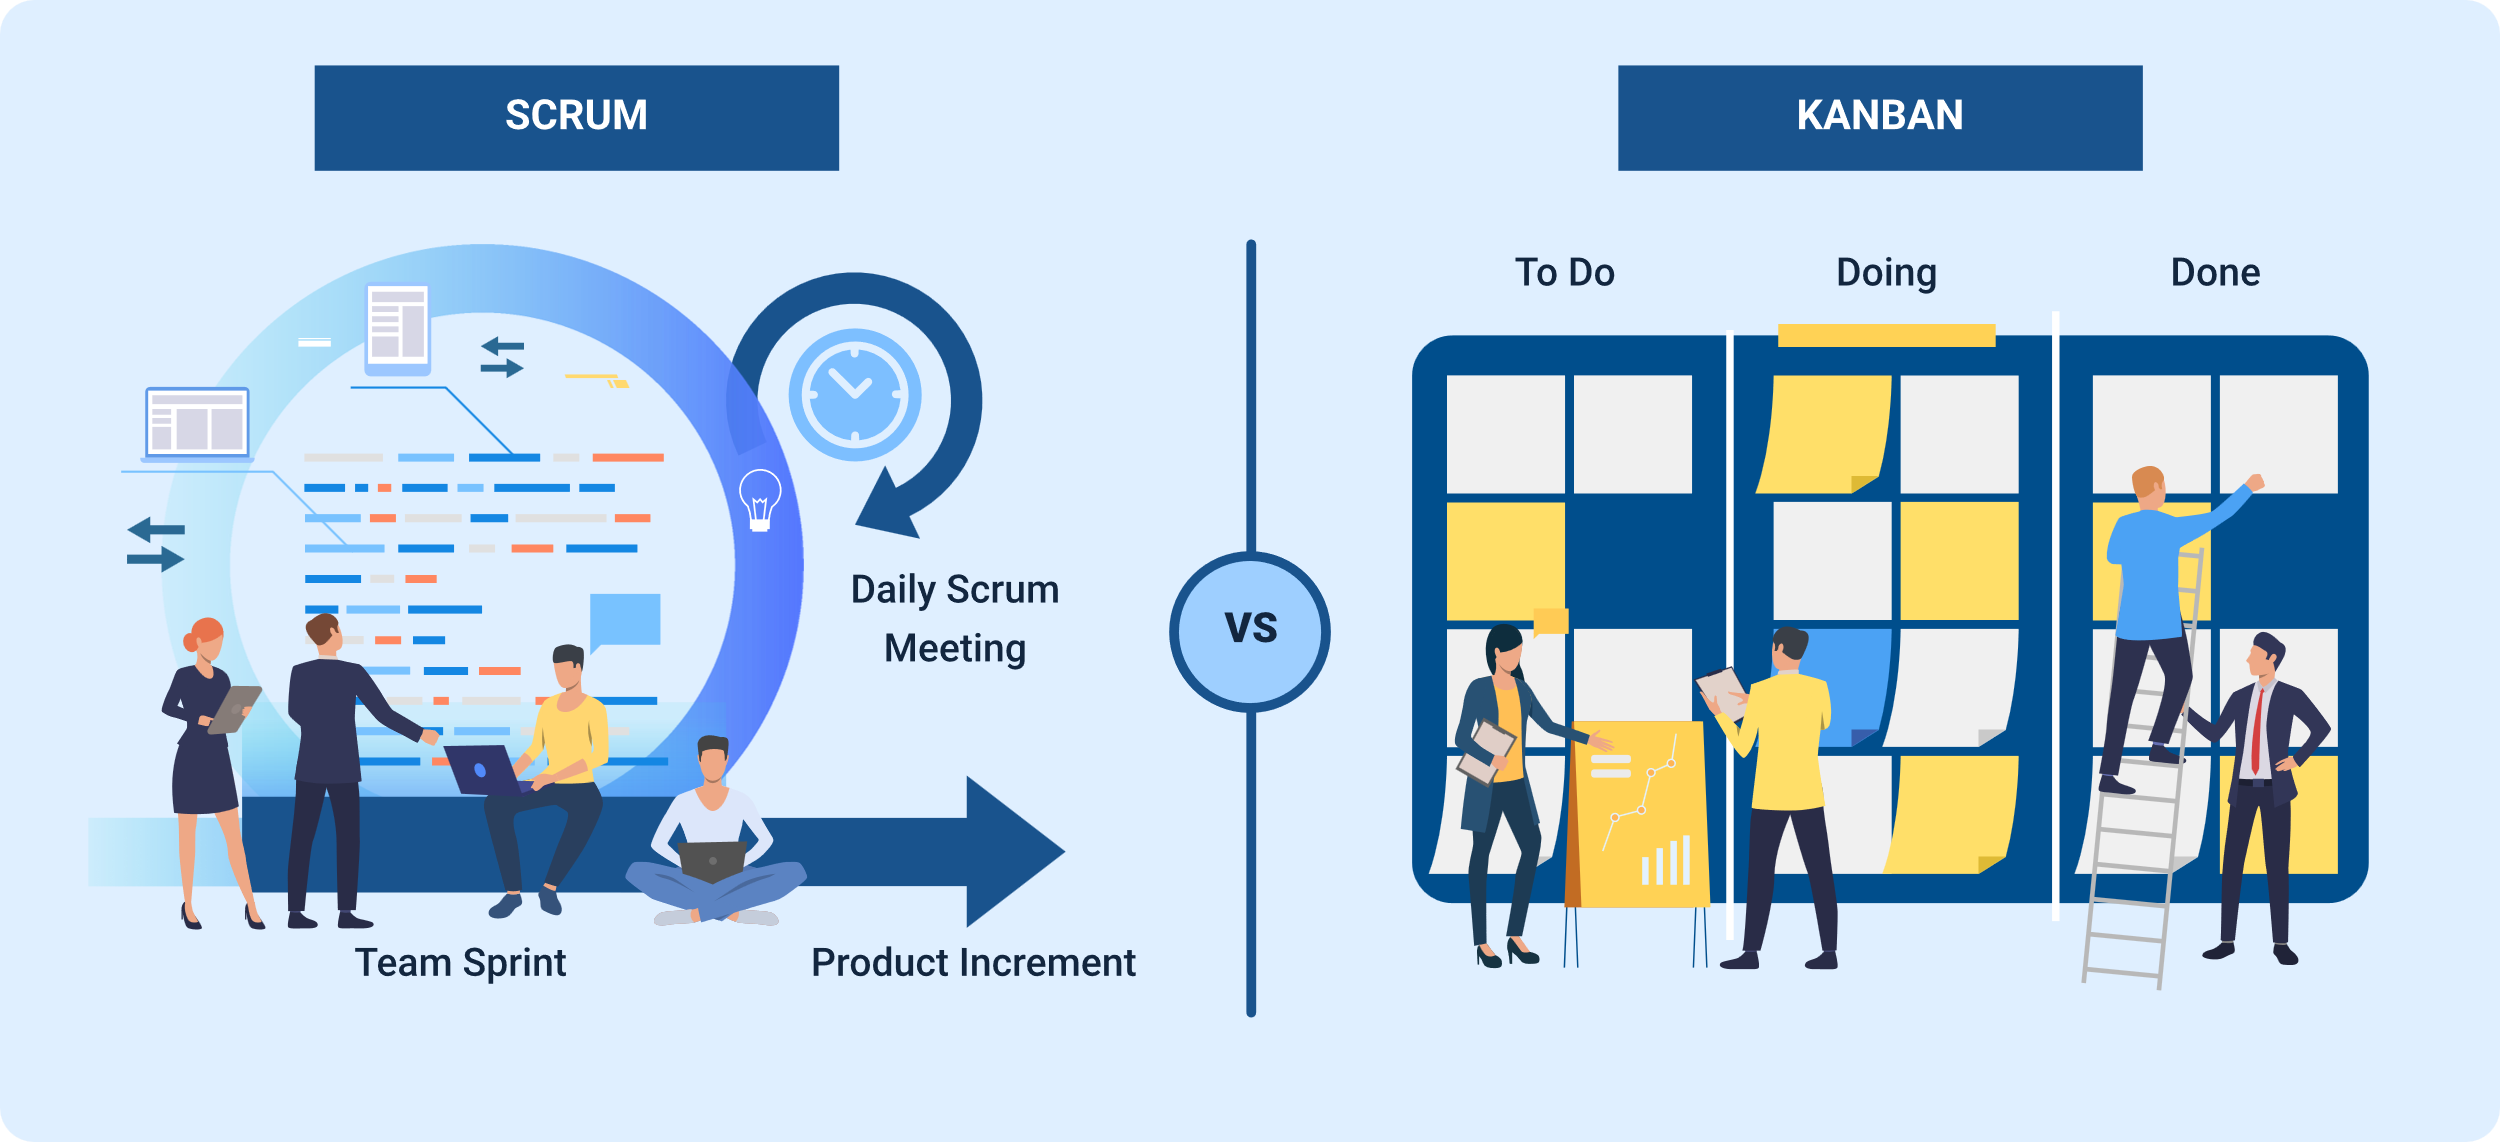 SCRUM
Daily Scrum
Meeting
Team Sprint
Product Increment
vs
KANBAN
To Do
Doing
Done